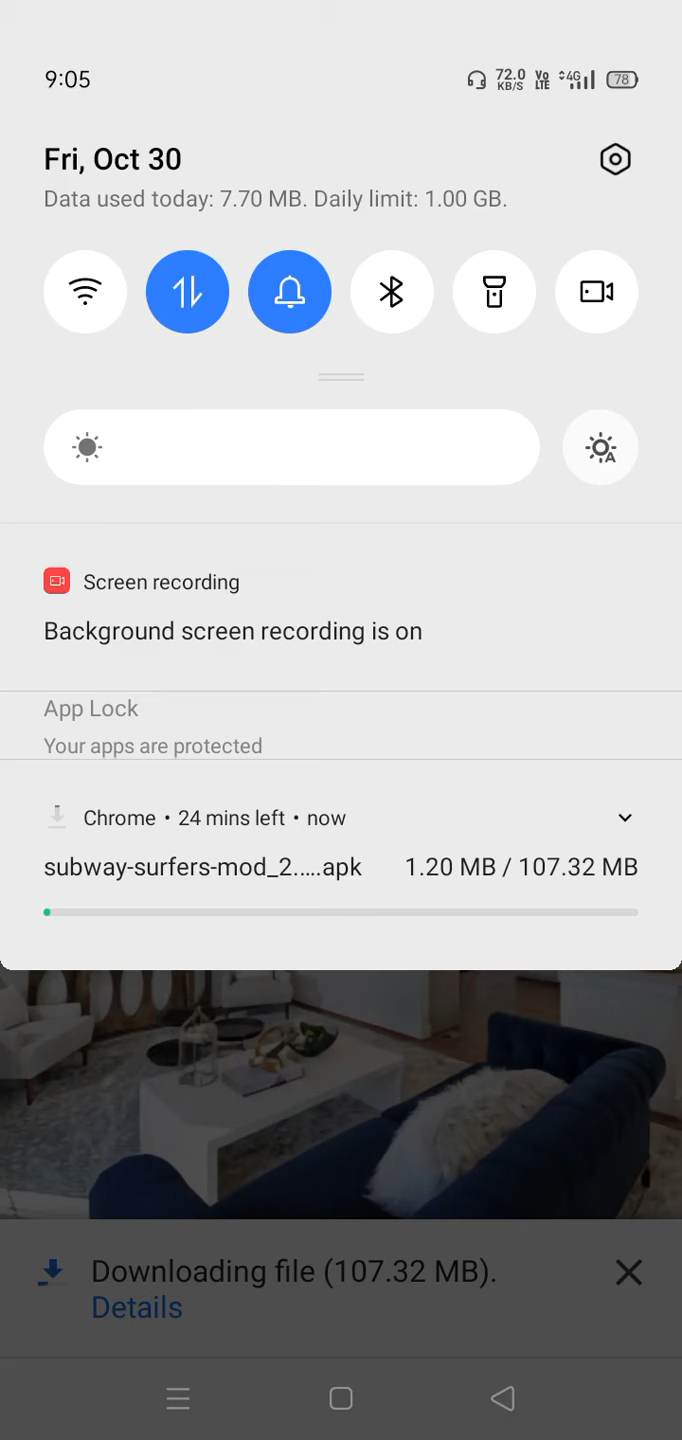 9:05
72.0 KB/S
Vo LTE
4G
78
Fri, Oct 30
Data used today: 7.70 MB. Daily limit: 1.00 GB.
A
Screen recording
Background screen recording is on
App Lock
Your apps are protected
Chrome • 24 mins left • now
subway-surfers-mod_2.....apk 1.20 MB / 107.32 MB
Downloading file (107.32 MB).
Details